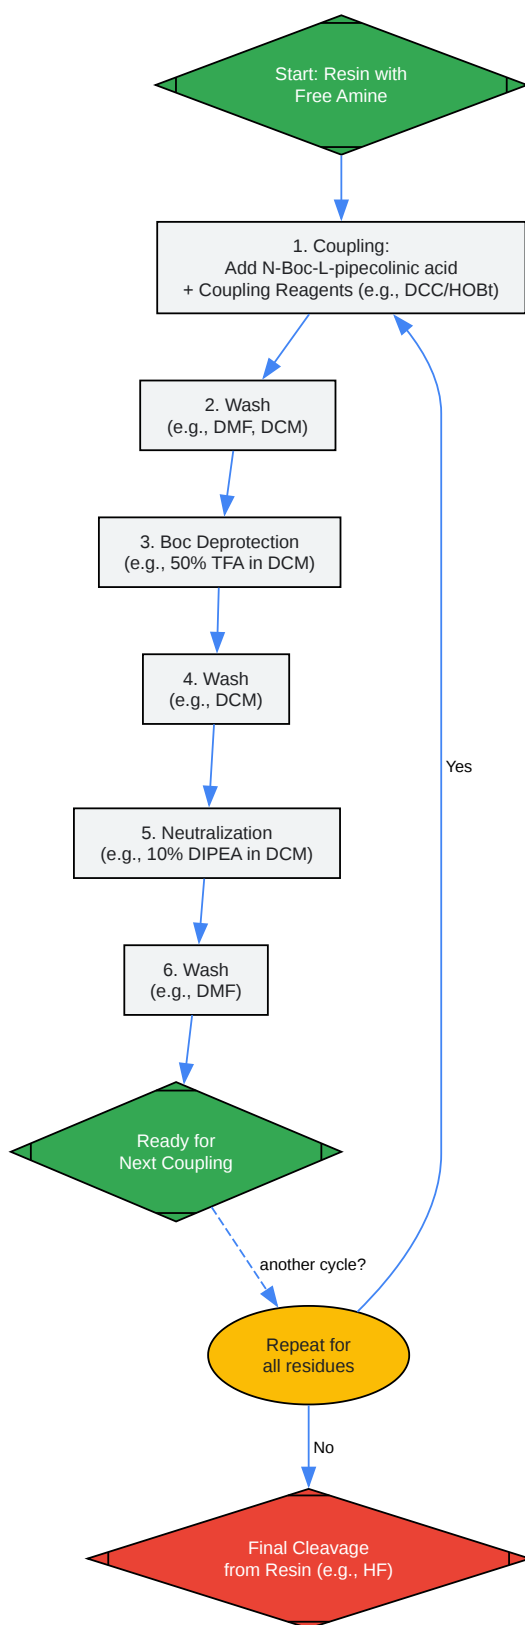 Start: Resin with
Free Amine
1. Coupling:
Add N-Boc-L-pipecolinic acid
+ Coupling Reagents (e.g., DCC/HOBt)
2. Wash
(e.g., DMF, DCM)
3. Boc Deprotection
(e.g., 50% TFA in DCM)
4. Wash
(e.g., DCM)
Yes
5. Neutralization
(e.g., 10% DIPEA in DCM)
6. Wash
(e.g., DMF)
Ready for
Next Coupling
another cycle?
Repeat for
all residues
No
Final Cleavage
from Resin (e.g., HF)